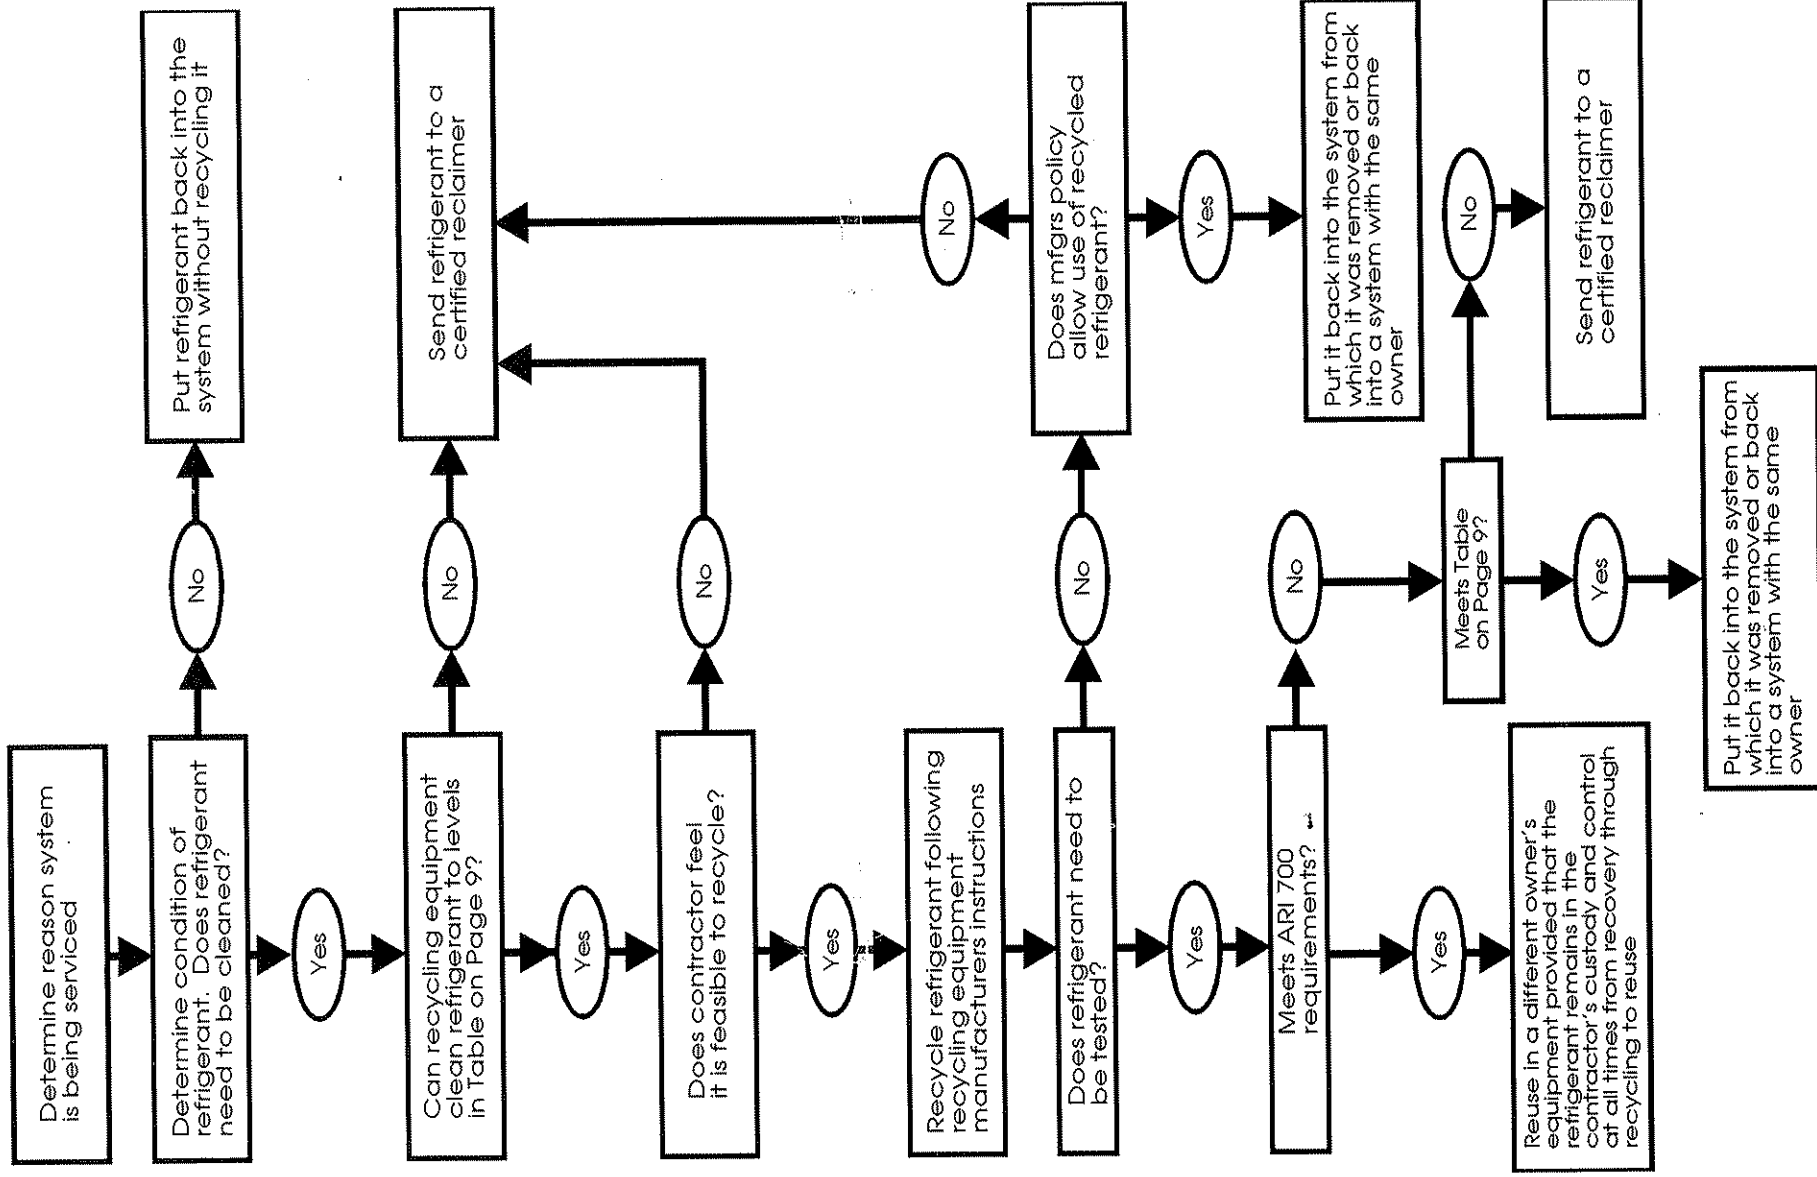 Determine reason system
is being serviced
Determine condition of
refrigerant. Does refrigerant
need to be cleaned?
No
Put refrigerant back into the
system without recycling it
Yes
Can recycling equipment
clean refrigerant to levels
in Table on Page 9?
No
Send refrigerant to a
certified reclaimer
Yes
Does contractor feel
it is feasible to recycle?
No
Yes
Recycle refrigerant following
recycling equipment
manufacturers instructions
Does refrigerant need to
be tested?
No
Does mfgrs policy
allow use of recycled
refrigerant?
No
Yes
Put it back into the system from
which it was removed or back
into a system with the same
owner
Yes
Meets ARI 700
requirements?
No
Meets Table
on Page 9?
No
Send refrigerant to a
certified reclaimer
Yes
Put it back into the system from
which it was removed or back
into a system with the same
owner
Yes
Reuse in a different owner's
equipment provided that the
refrigerant remains in the
contractor's custody and control
at all times from recovery through
recycling to reuse